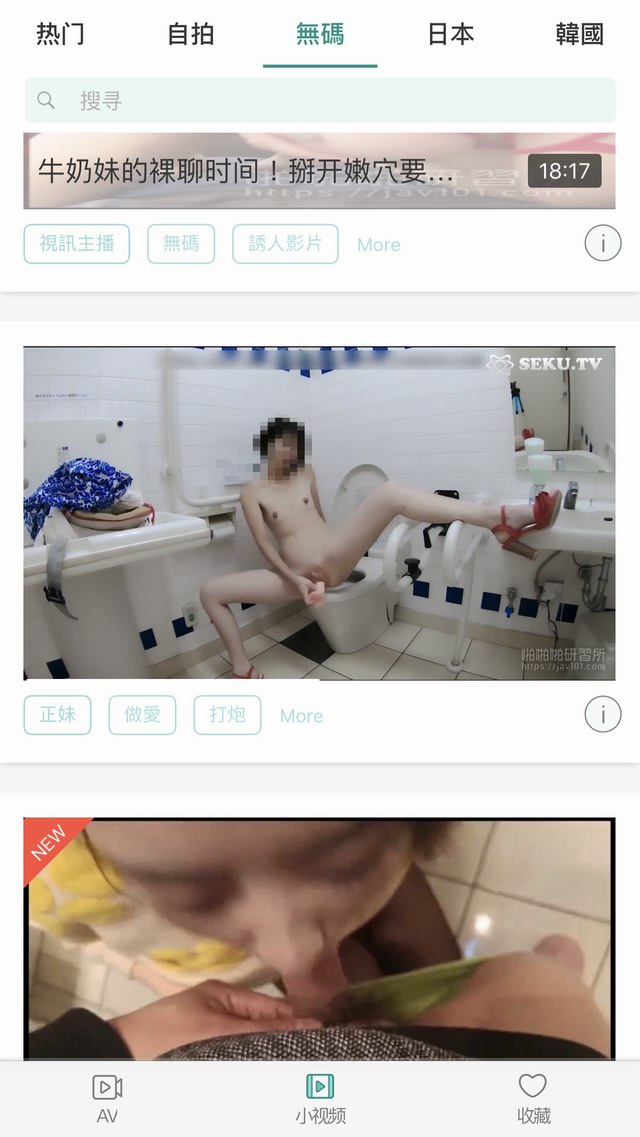 热门
自拍
無碼
日本
韓國
搜寻
牛奶妹的裸聊时间！掰开嫩穴要...
18:17
https://jav101.com
視訊主播
無碼
誘人影片
More
SEKU.TV
啪啪啪研習所
https://jav101.com
正妹
做愛
打炮
More
NEW
AV
小视频
收藏